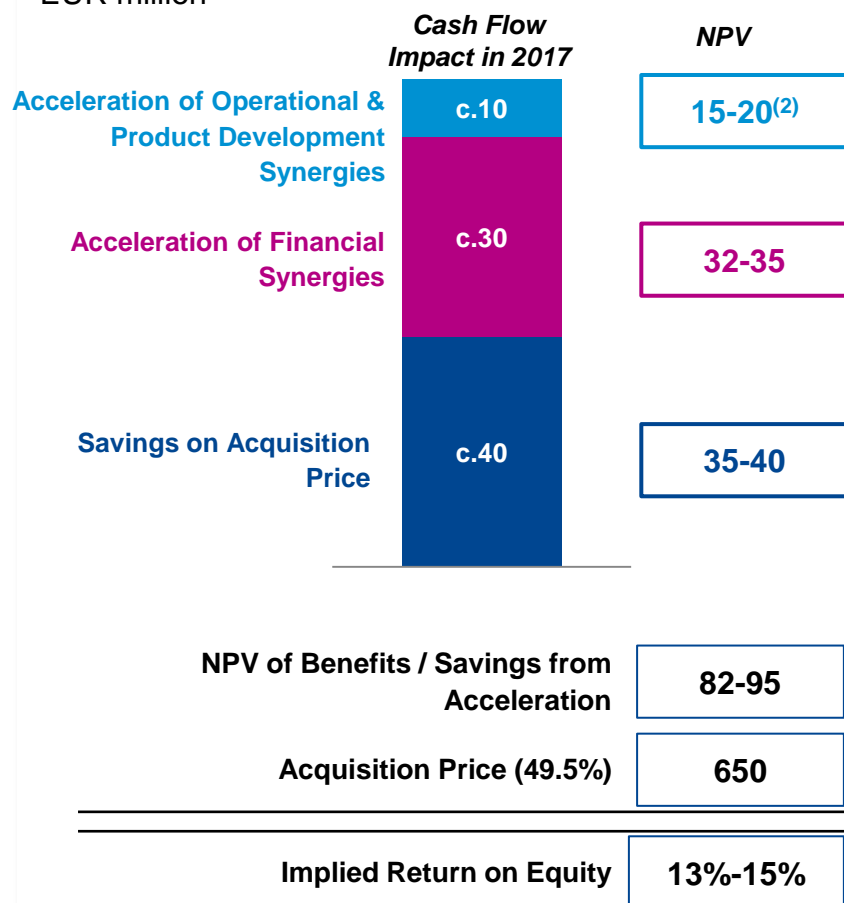 EUR million
Cash Flow
Impact in 2017
NPV
Acceleration of Operational &
Product Development
Synergies
c.10
15-20(2)
Acceleration of Financial
Synergies
c.30
32-35
Savings on Acquisition
Price
c.40
35-40
NPV of Benefits / Savings from
Acceleration
82-95
Acquisition Price (49.5%)
650
Implied Return on Equity
13%-15%